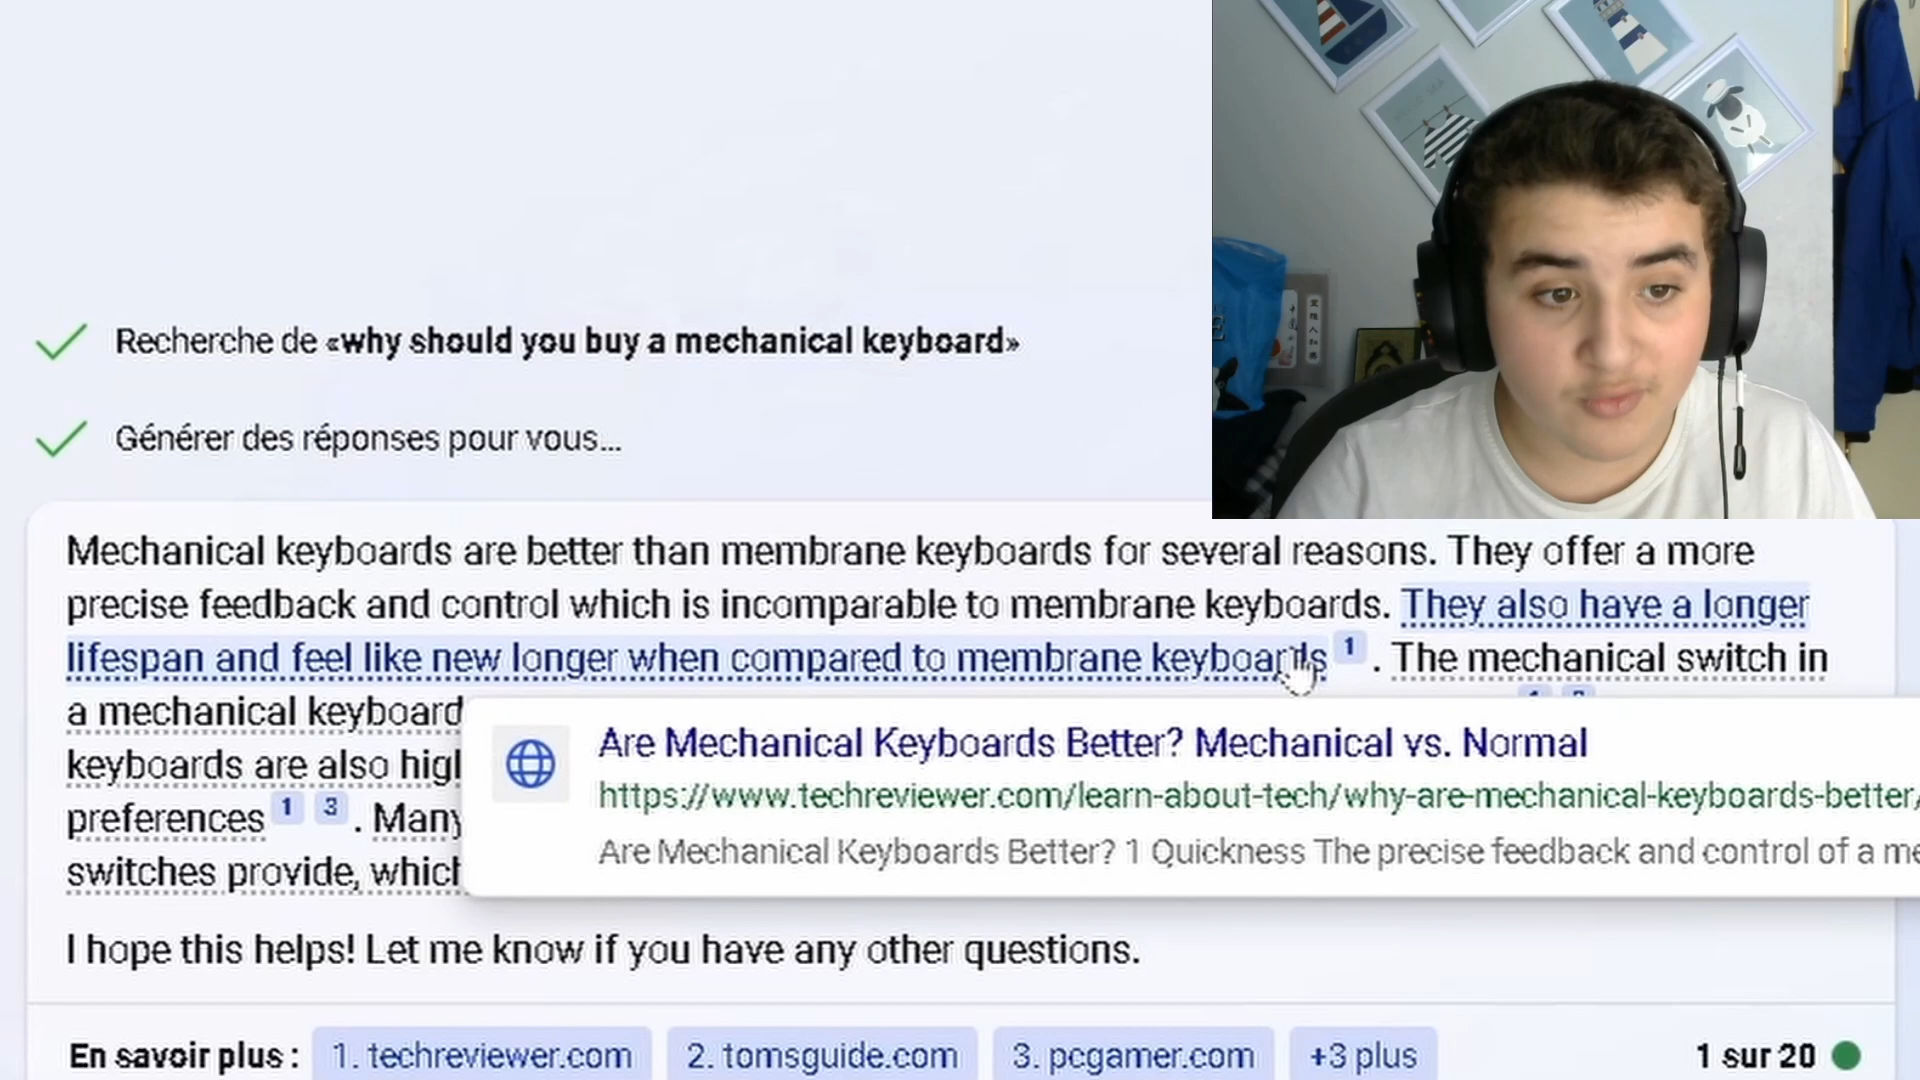 Recherche de «why should you buy a mechanical keyboard»
Générer des réponses pour vous...
Mechanical keyboards are better than membrane keyboards for several reasons. They offer a more
precise feedback and control which is incomparable to membrane keyboards. They also have a longer
lifespan and feel like new longer when compared to membrane keyboards 1 . The mechanical switch in
a mechanical keyboard
keyboards are also
preferences 1 3 . Many
switches provide,
Are Mechanical Keyboards Better? Mechanical vs. Normal
https://www.techreviewer.com/learn-about-tech/why-are-mechanical-keyboards-better/
Are Mechanical Keyboards Better? 1 Quickness The precise feedback and control of a
I hope this helps! Let me know if you have any other questions.
En savoir plus : 1. techreviewer.com 2. tomsguide.com 3. pcgamer.com +3 plus 1 sur 20